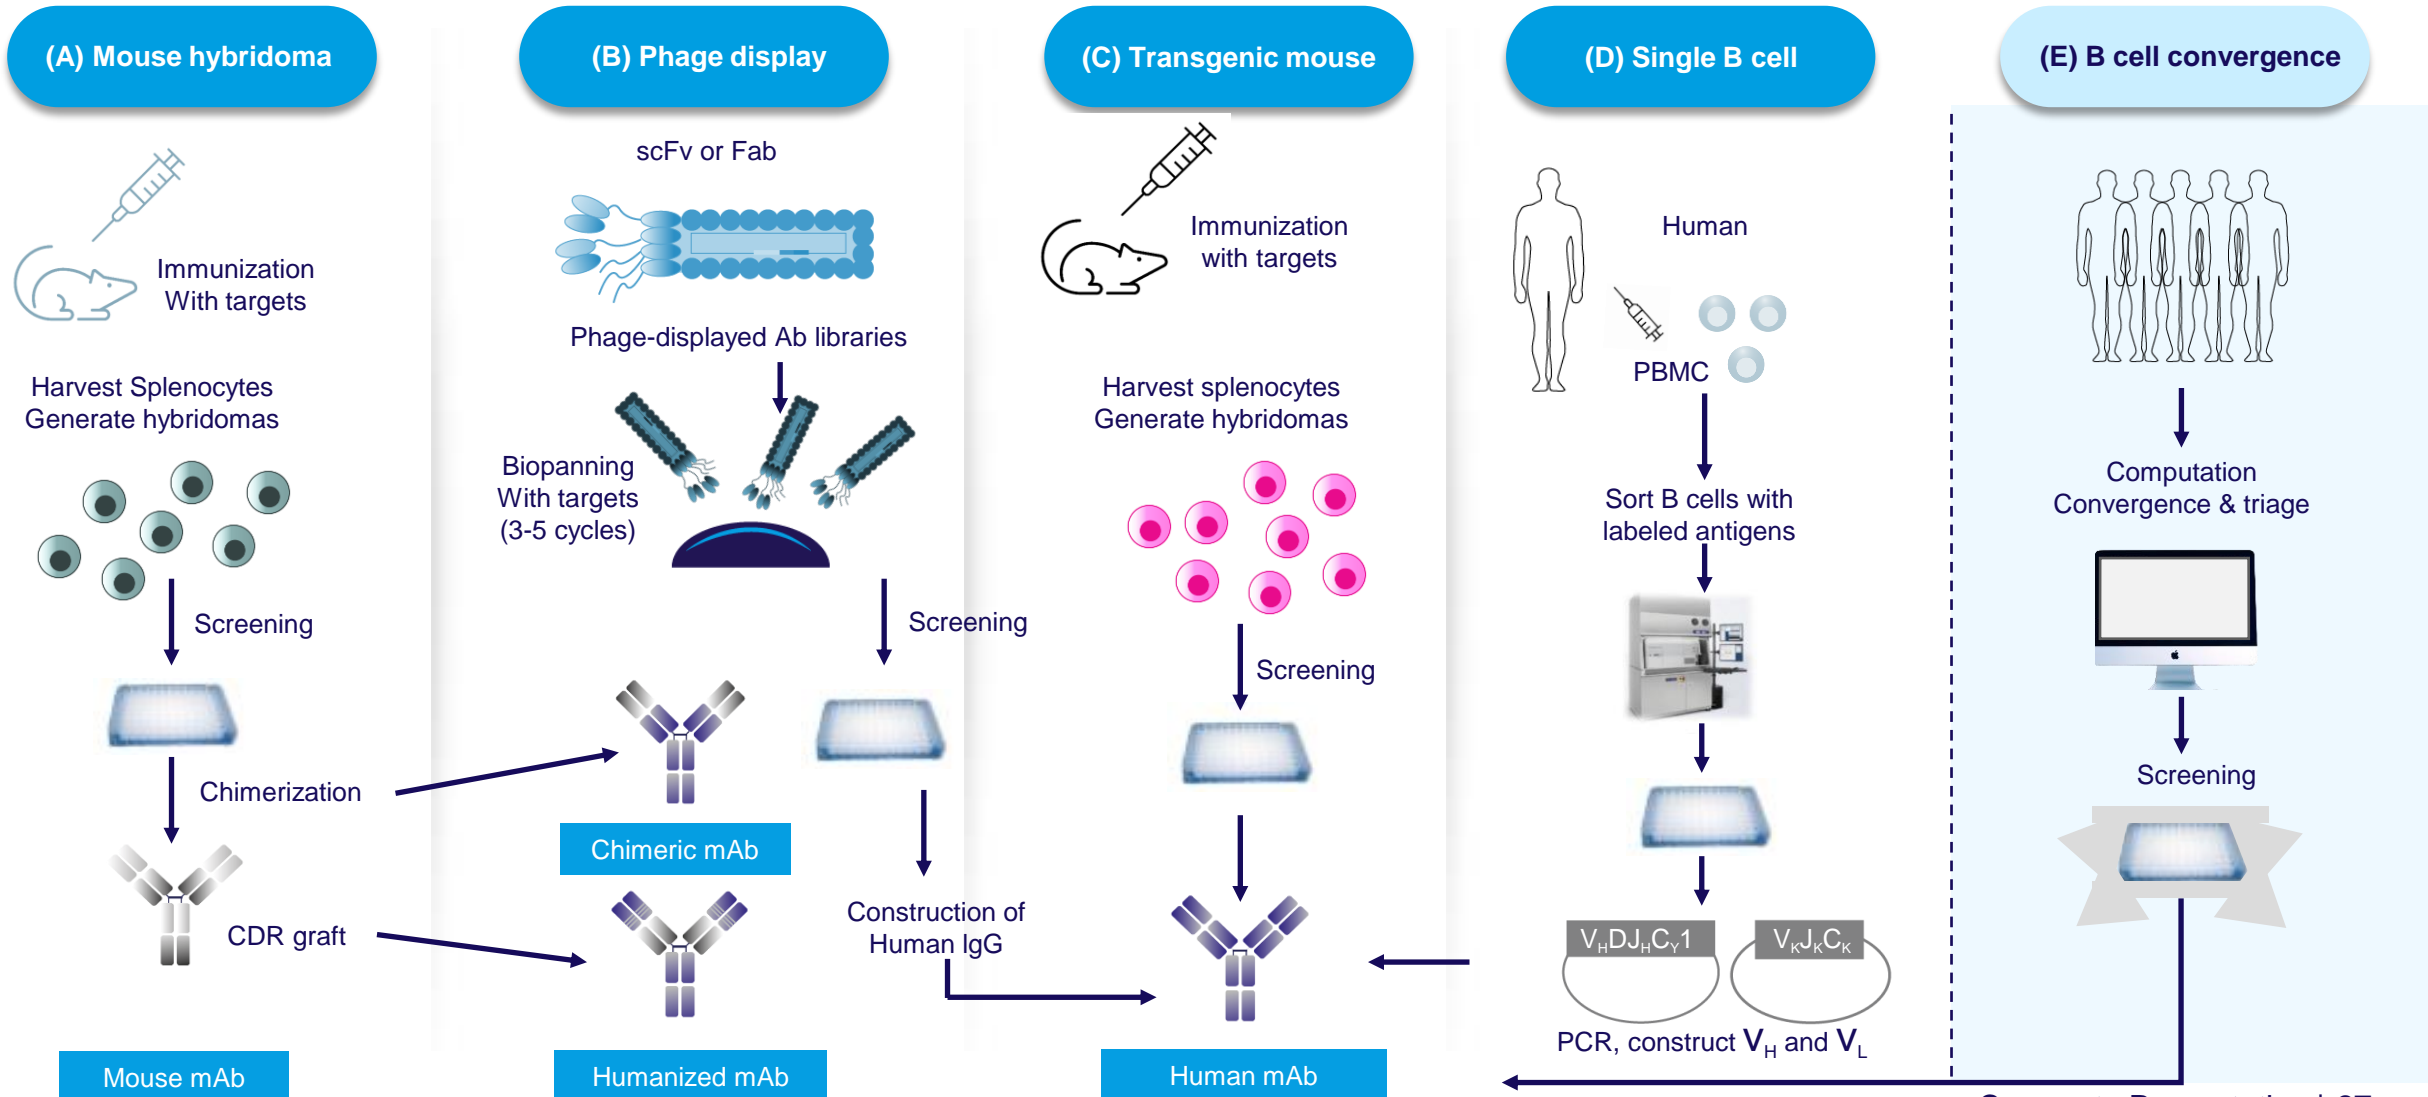 (A) Mouse hybridoma
Immunization
With targets
Harvest Splenocytes
Generate hybridomas
Screening
Chimerization
CDR graft
Mouse mAb
(B) Phage display
scFv or Fab
Phage-displayed Ab libraries
Biopanning
With targets
(3-5 cycles)
Screening
Chimeric mAb
Construction of
Human IgG
Humanized mAb
(C) Transgenic mouse
Immunization
with targets
Harvest splenocytes
Generate hybridomas
Screening
Human mAb
(D) Single B cell
Human
PBMC
Sort B cells with
labeled antigens
VHDJHCY1
VKJKCK
PCR, construct VH and VL
(E) B cell convergence
Computation
Convergence & triage
Screening